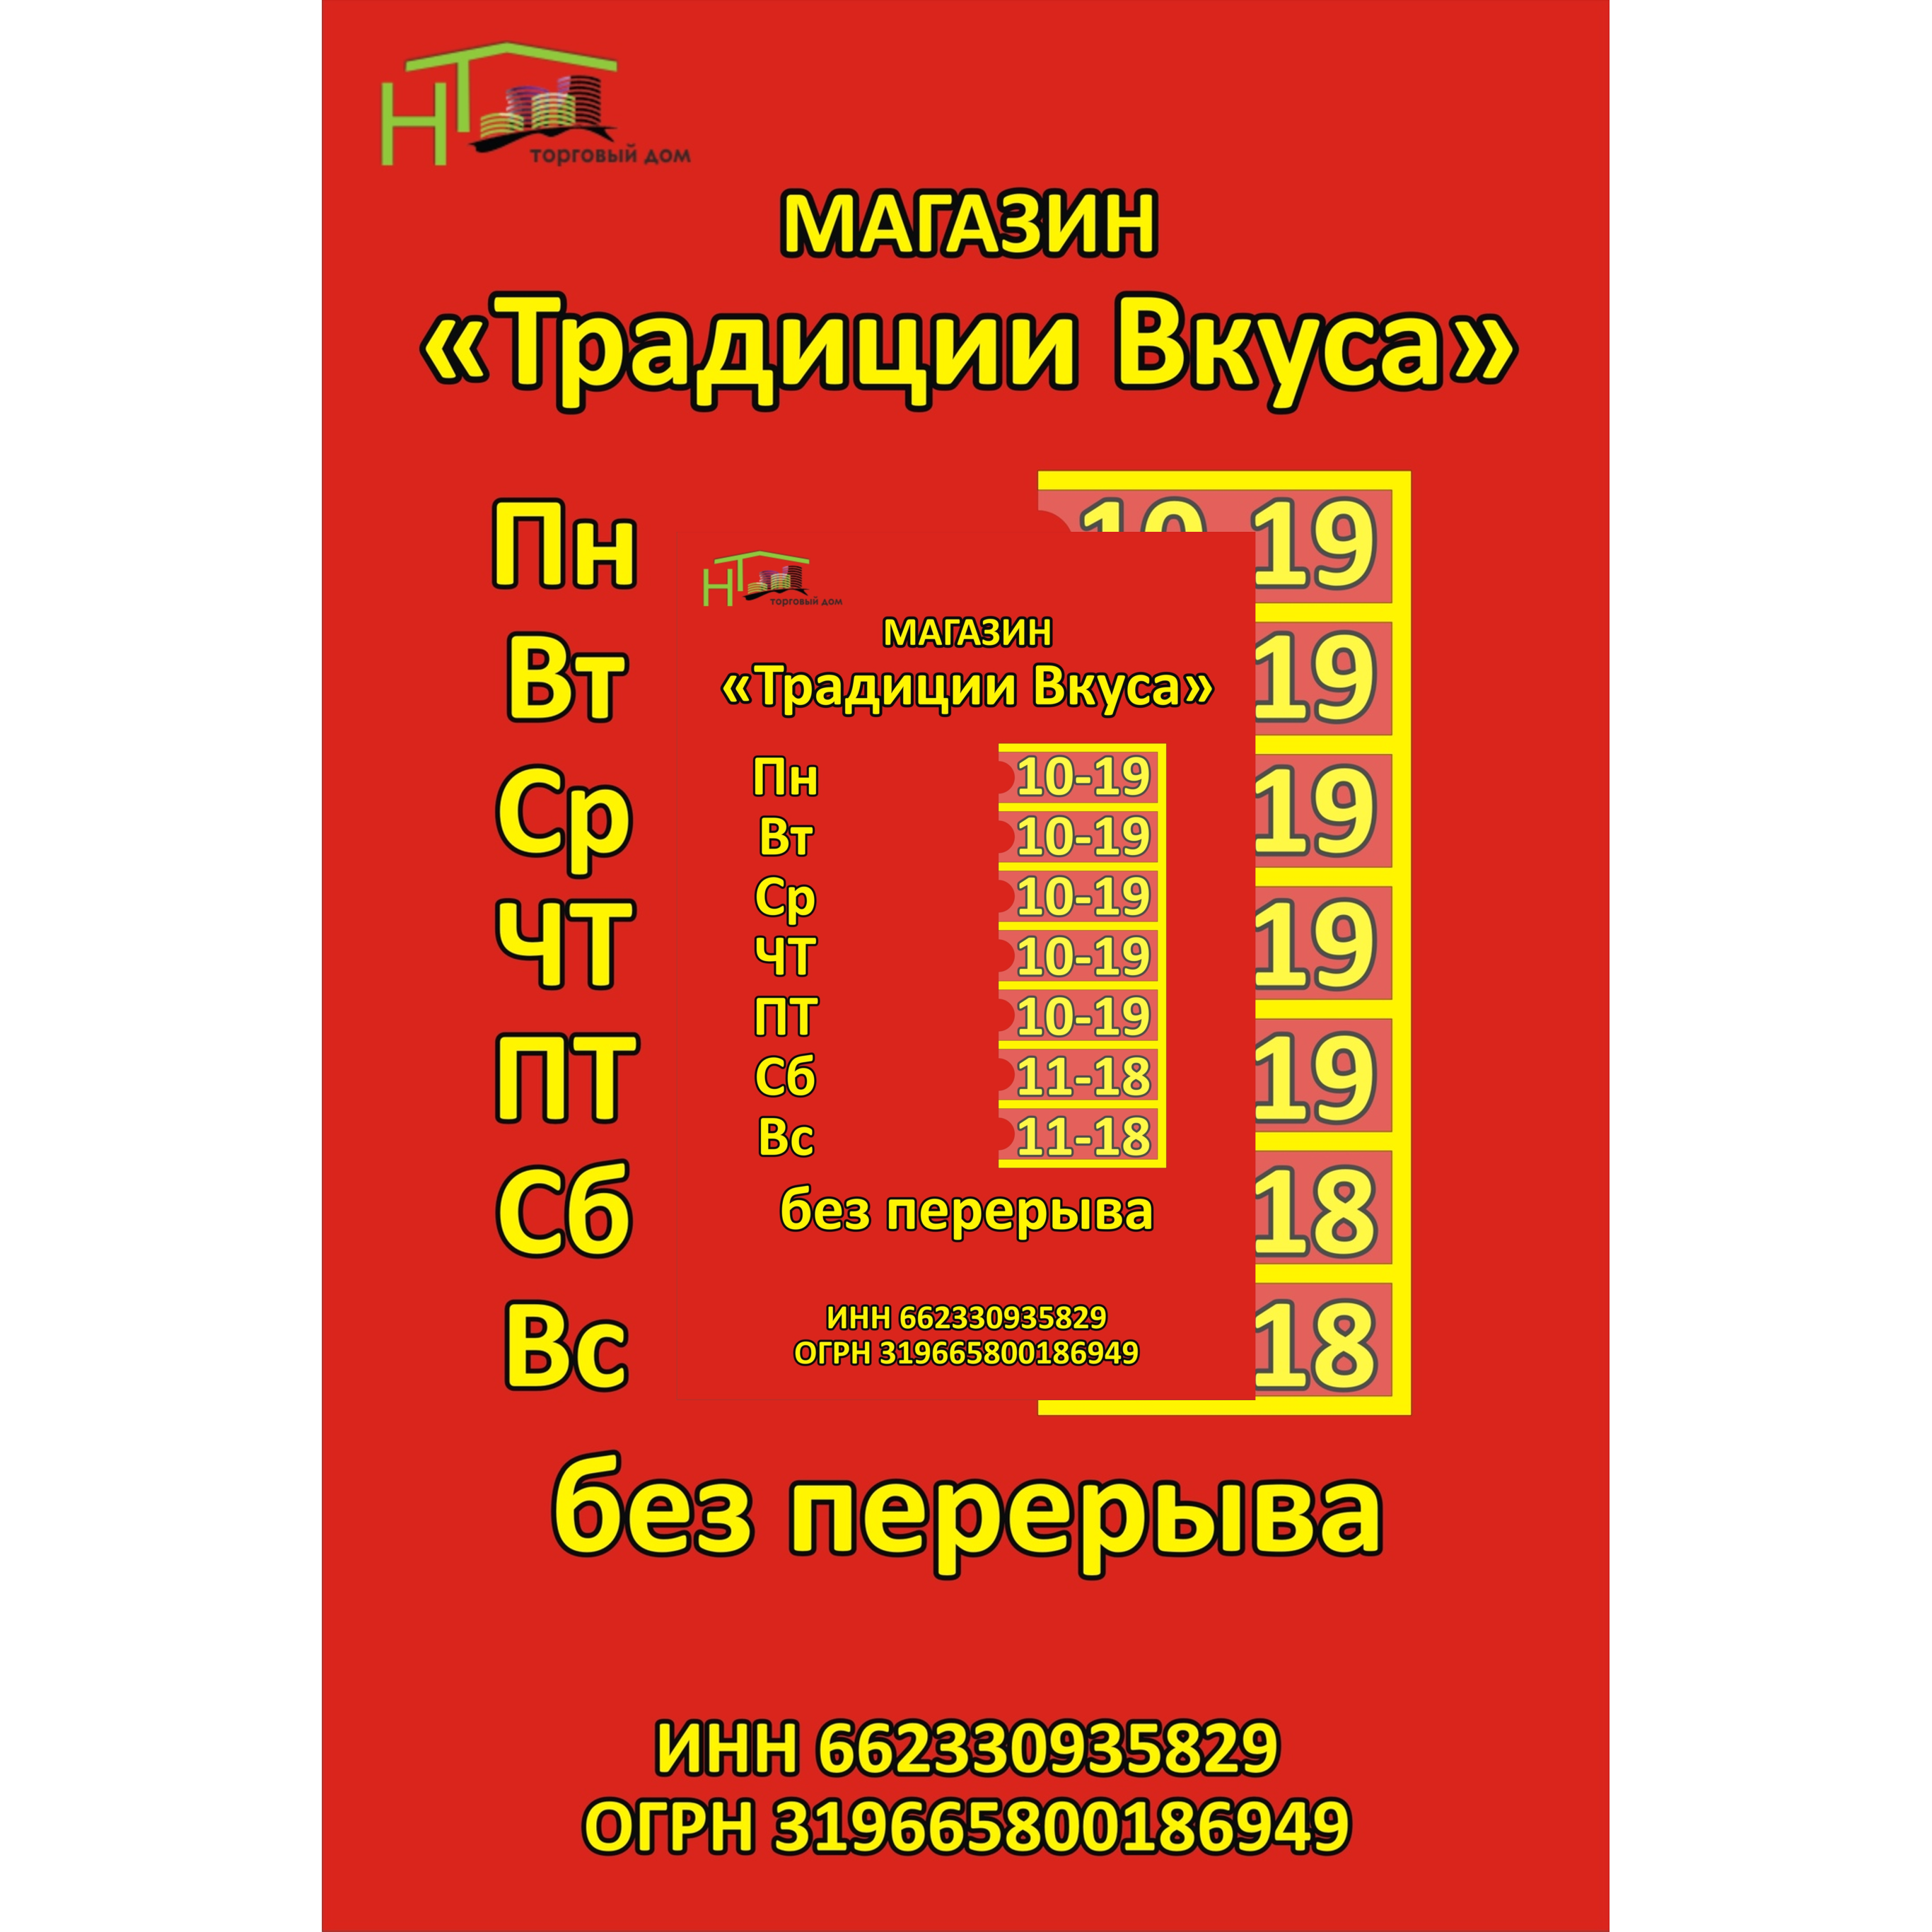 НТ
торговый дом
МАГАЗИН
«Традиции Вкуса»
Пн 10 19
Вт 19
Ср 19
ЧТ 19
ПТ 19
Сб 18
Вс 18
НТ
торговый дом
МАГАЗИН
«Традиции Вкуса»
Пн 10-19
Вт 10-19
Ср 10-19
ЧТ 10-19
ПТ 10-19
Сб 11-18
Вс 11-18
без перерыва
ИНН 662330935829
ОГРН 319665800186949
без перерыва
ИНН 662330935829
ОГРН 319665800186949